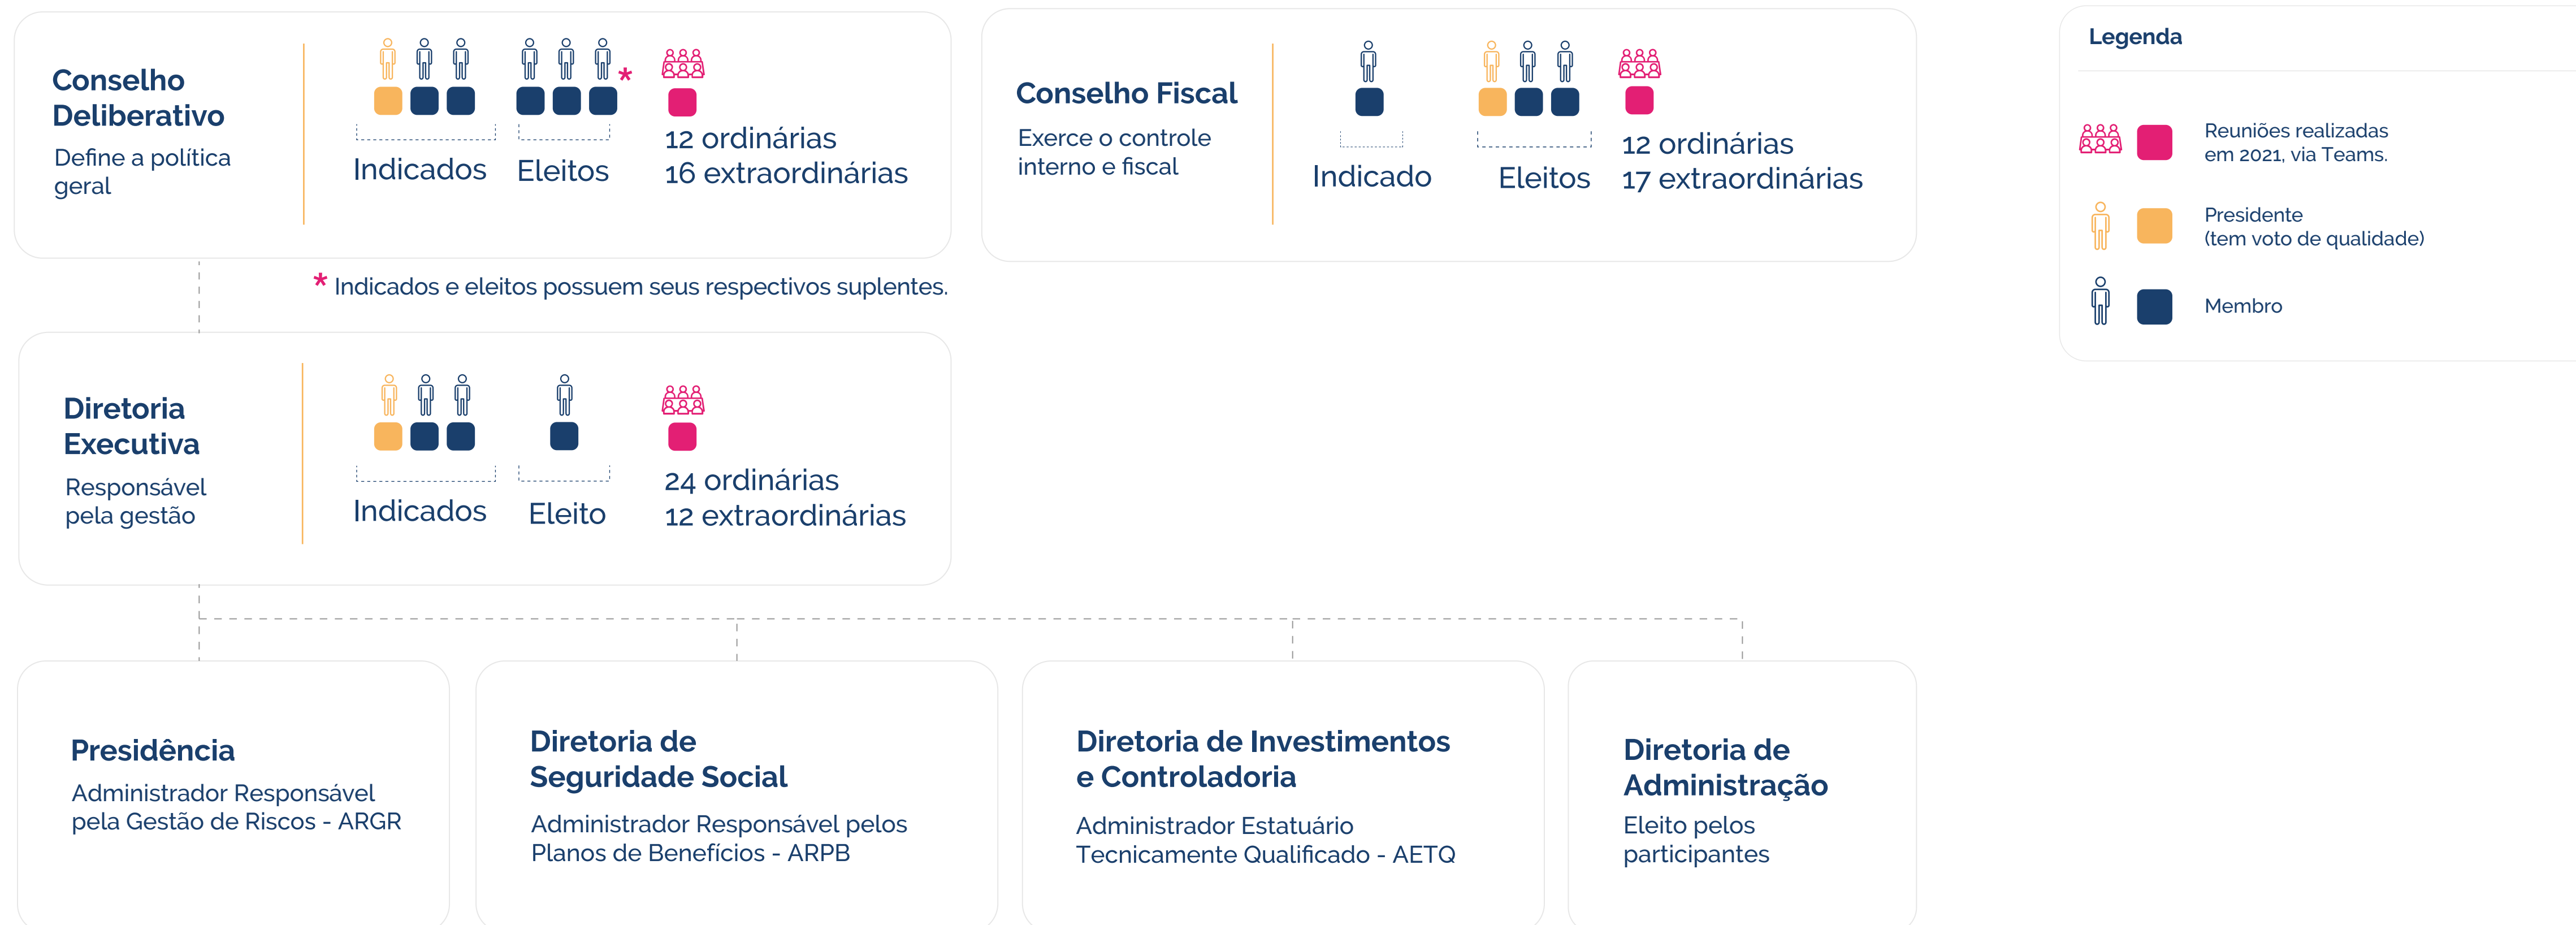 Conselho
Deliberativo
Define a política
geral
Indicados
Eleitos
*
12 ordinárias
16 extraordinárias
* Indicados e eleitos possuem seus respectivos suplentes.
Conselho Fiscal
Exerce o controle
interno e fiscal
Indicado
Eleitos
12 ordinárias
17 extraordinárias
Legenda
Reuniões realizadas
em 2021, via Teams.
Presidente
(tem voto de qualidade)
Membro
Diretoria
Executiva
Responsável
pela gestão
Indicados
Eleito
24 ordinárias
12 extraordinárias
Presidência
Administrador Responsável
pela Gestão de Riscos - ARGR
Diretoria de
Seguridade Social
Administrador Responsável pelos
Planos de Benefícios - ARPB
Diretoria de Investimentos
e Controladoria
Administrador Estatuário
Tecnicamente Qualificado - AETQ
Diretoria de
Administração
Eleito pelos
participantes